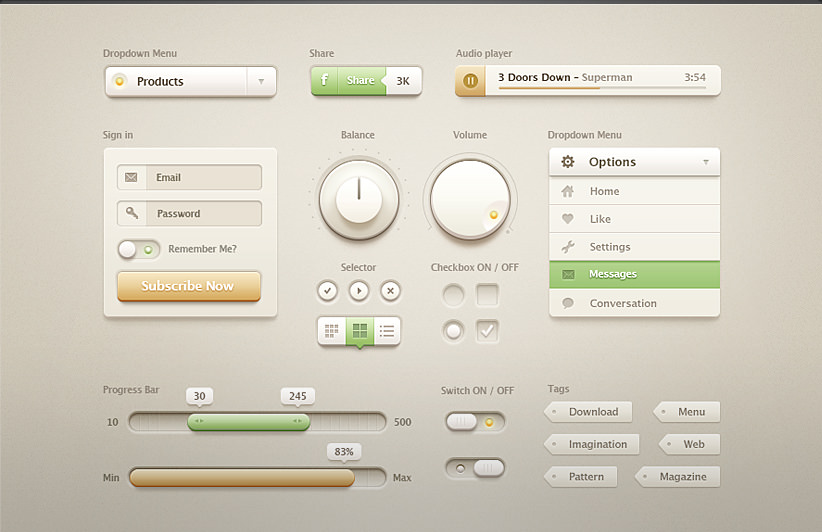 Dropdown Menu
Products
Share
f Share 3K
Audio player
3 Doors Down - Superman 3:54
Sign in
Email
Password
Remember Me?
Subscribe Now
Balance
Volume
Selector
Checkbox ON / OFF
Dropdown Menu
Options
Home
Like
Settings
Messages
Conversation
Progress Bar
30 245
10 500
83%
Min Max
Switch ON / OFF
Tags
Download Menu
Imagination Web
Pattern Magazine